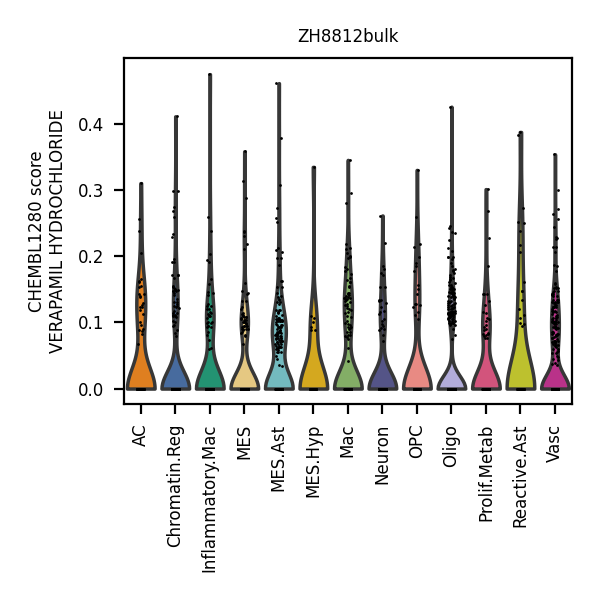 ZH8812bulk
CHEMBL1280 score
VERAPAMIL HYDROCHLORIDE
0.4
0.3
0.2
0.1
0.0
AC
Chromatin.Reg
Inflammatory.Mac
MES
MES.Ast
MES.Hyp
Mac
Neuron
OPC
Oligo
Prolif.Metab
Reactive.Ast
Vasc